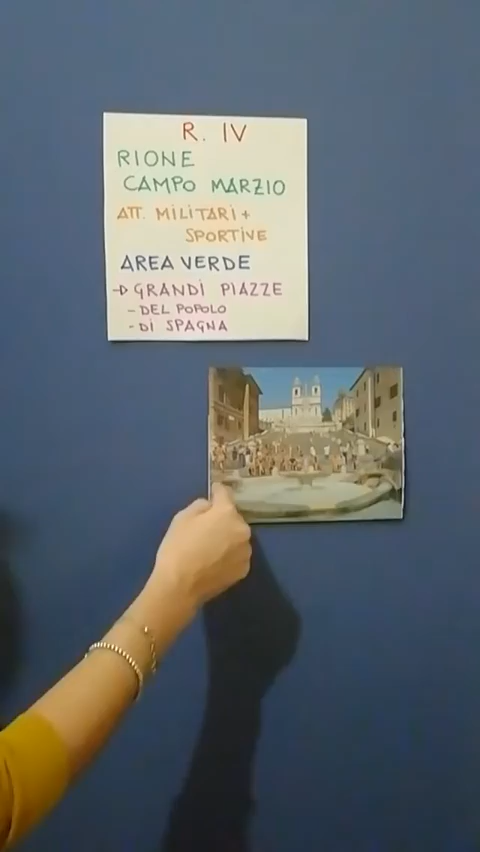 R. IV
RIONE
CAMPO MARZIO
ATT. MILITARI +
SPORTIVE
AREA VERDE
→ GRANDI PIAZZE
- DEL POPOLO
- DI SPAGNA